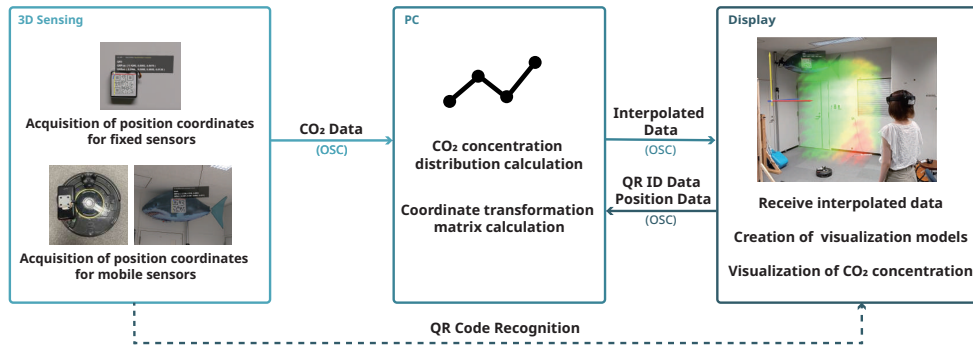 3D Sensing
Acquisition of position coordinates
for fixed sensors
Acquisition of position coordinates
for mobile sensors
CO₂ Data
(OSC)
PC
CO₂ concentration
distribution calculation
Coordinate transformation
matrix calculation
Interpolated
Data
(OSC)
QR ID Data
Position Data
(OSC)
Display
Receive interpolated data
Creation of visualization models
Visualization of CO₂ concentration
QR Code Recognition